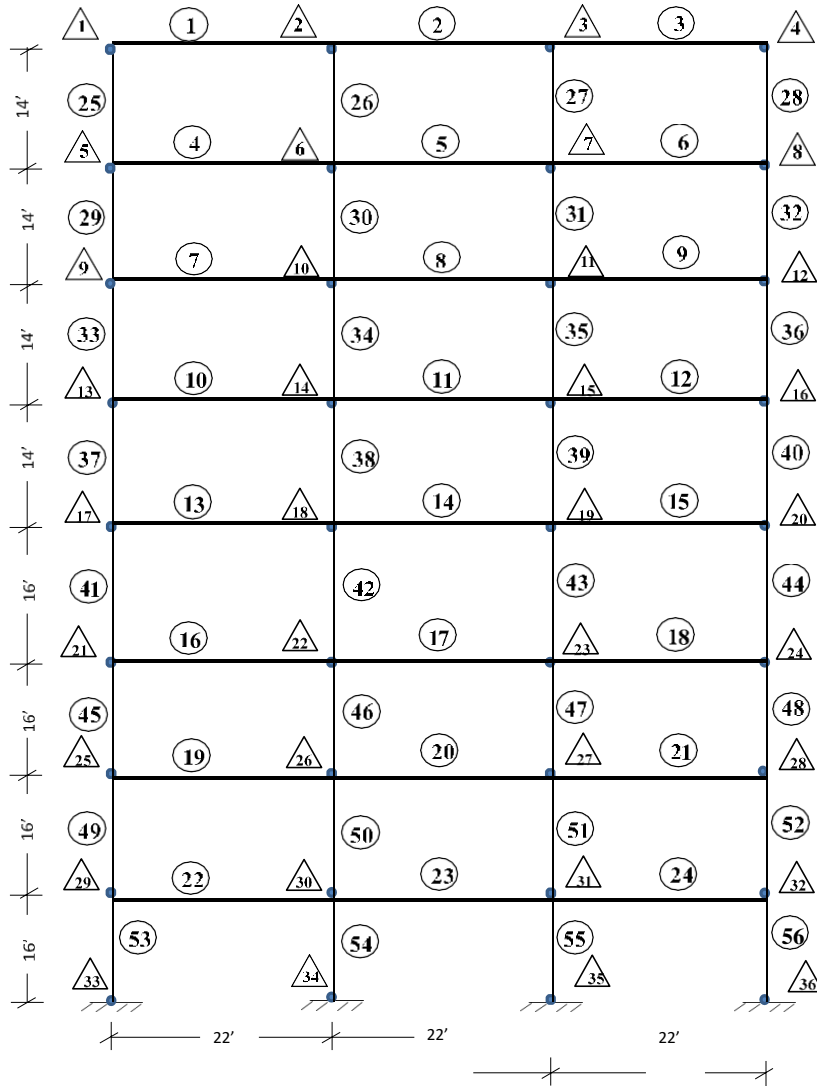 1 1 2 2 3 3 4
14′ 25 26 27 28
5 4 6 5 7 6 8
14′ 29 30 31 32
9 7 10 8 11 9 12
14′ 33 34 35 36
13 10 14 11 15 12 16
14′ 37 38 39 40
17 13 18 14 19 15 20
16′ 41 42 43 44
21 16 22 17 23 18 24
16′ 45 46 47 48
25 19 26 20 27 21 28
16′ 49 50 51 52
29 22 30 23 31 24 32
16′ 53 54 55 56
33 34 35 36
22′ 22′ 22′